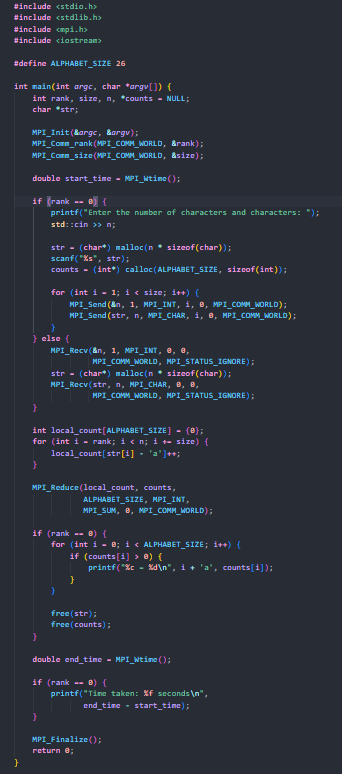 #include <stdio.h>
#include <stdlib.h>
#include <mpi.h>
#include <iostream>
#define ALPHABET_SIZE 26
int main(int argc, char *argv[]) {
int rank, size, n, *counts = NULL;
char *str;
MPI_Init(&argc, &argv);
MPI_Comm_rank(MPI_COMM_WORLD, &rank);
MPI_Comm_size(MPI_COMM_WORLD, &size);
double start_time = MPI_Wtime();
if (rank == 0) {
printf("Enter the number of characters and characters: ");
std::cin >> n;
str = (char*) malloc(n * sizeof(char));
scanf("%s", str);
counts = (int*) calloc(ALPHABET_SIZE, sizeof(int));
for (int i = 1; i < size; i++) {
MPI_Send(&n, 1, MPI_INT, i, 0, MPI_COMM_WORLD);
MPI_Send(str, n, MPI_CHAR, i, 0, MPI_COMM_WORLD);
}
} else {
MPI_Recv(&n, 1, MPI_INT, 0, 0,
MPI_COMM_WORLD, MPI_STATUS_IGNORE);
str = (char*) malloc(n * sizeof(char));
MPI_Recv(str, n, MPI_CHAR, 0, 0,
MPI_COMM_WORLD, MPI_STATUS_IGNORE);
}
int local_count[ALPHABET_SIZE] = {0};
for (int i = rank; i < n; i += size) {
local_count[str[i] - 'a']++;
}
MPI_Reduce(local_count, counts,
ALPHABET_SIZE, MPI_INT,
MPI_SUM, 0, MPI_COMM_WORLD);
if (rank == 0) {
for (int i = 0; i < ALPHABET_SIZE; i++) {
if (counts[i] > 0) {
printf("%c - %d\n", i + 'a', counts[i]);
}
}
free(str);
free(counts);
}
double end_time = MPI_Wtime();
if (rank == 0) {
printf("Time taken: %f seconds\n",
end_time - start_time);
}
MPI_Finalize();
return 0;
}